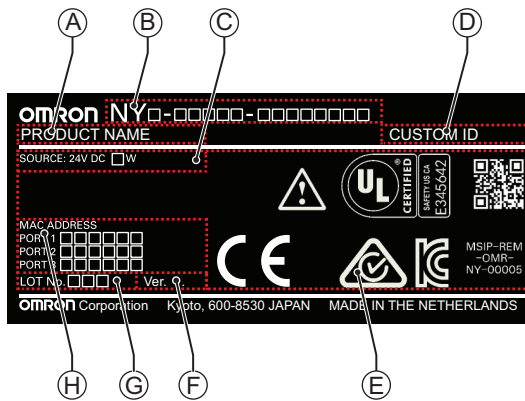 A B C D
OMRON NY□-□□□□□-□□□□□□□□
PRODUCT NAME CUSTOM ID
SOURCE: 24V DC □W
UL ® CERTIFIED SAFETY US CA E345642
MAC ADDRESS
PORT 1 □□□□□□
PORT 2 □□□□□□
PORT 3 □□□□□□
CE
MSIP-REM
-OMR-
NY-00005
LOT No. □□□□ Ver. .
OMRON Corporation Kyoto, 600-8530 JAPAN MADE IN THE NETHERLANDS
H G F E